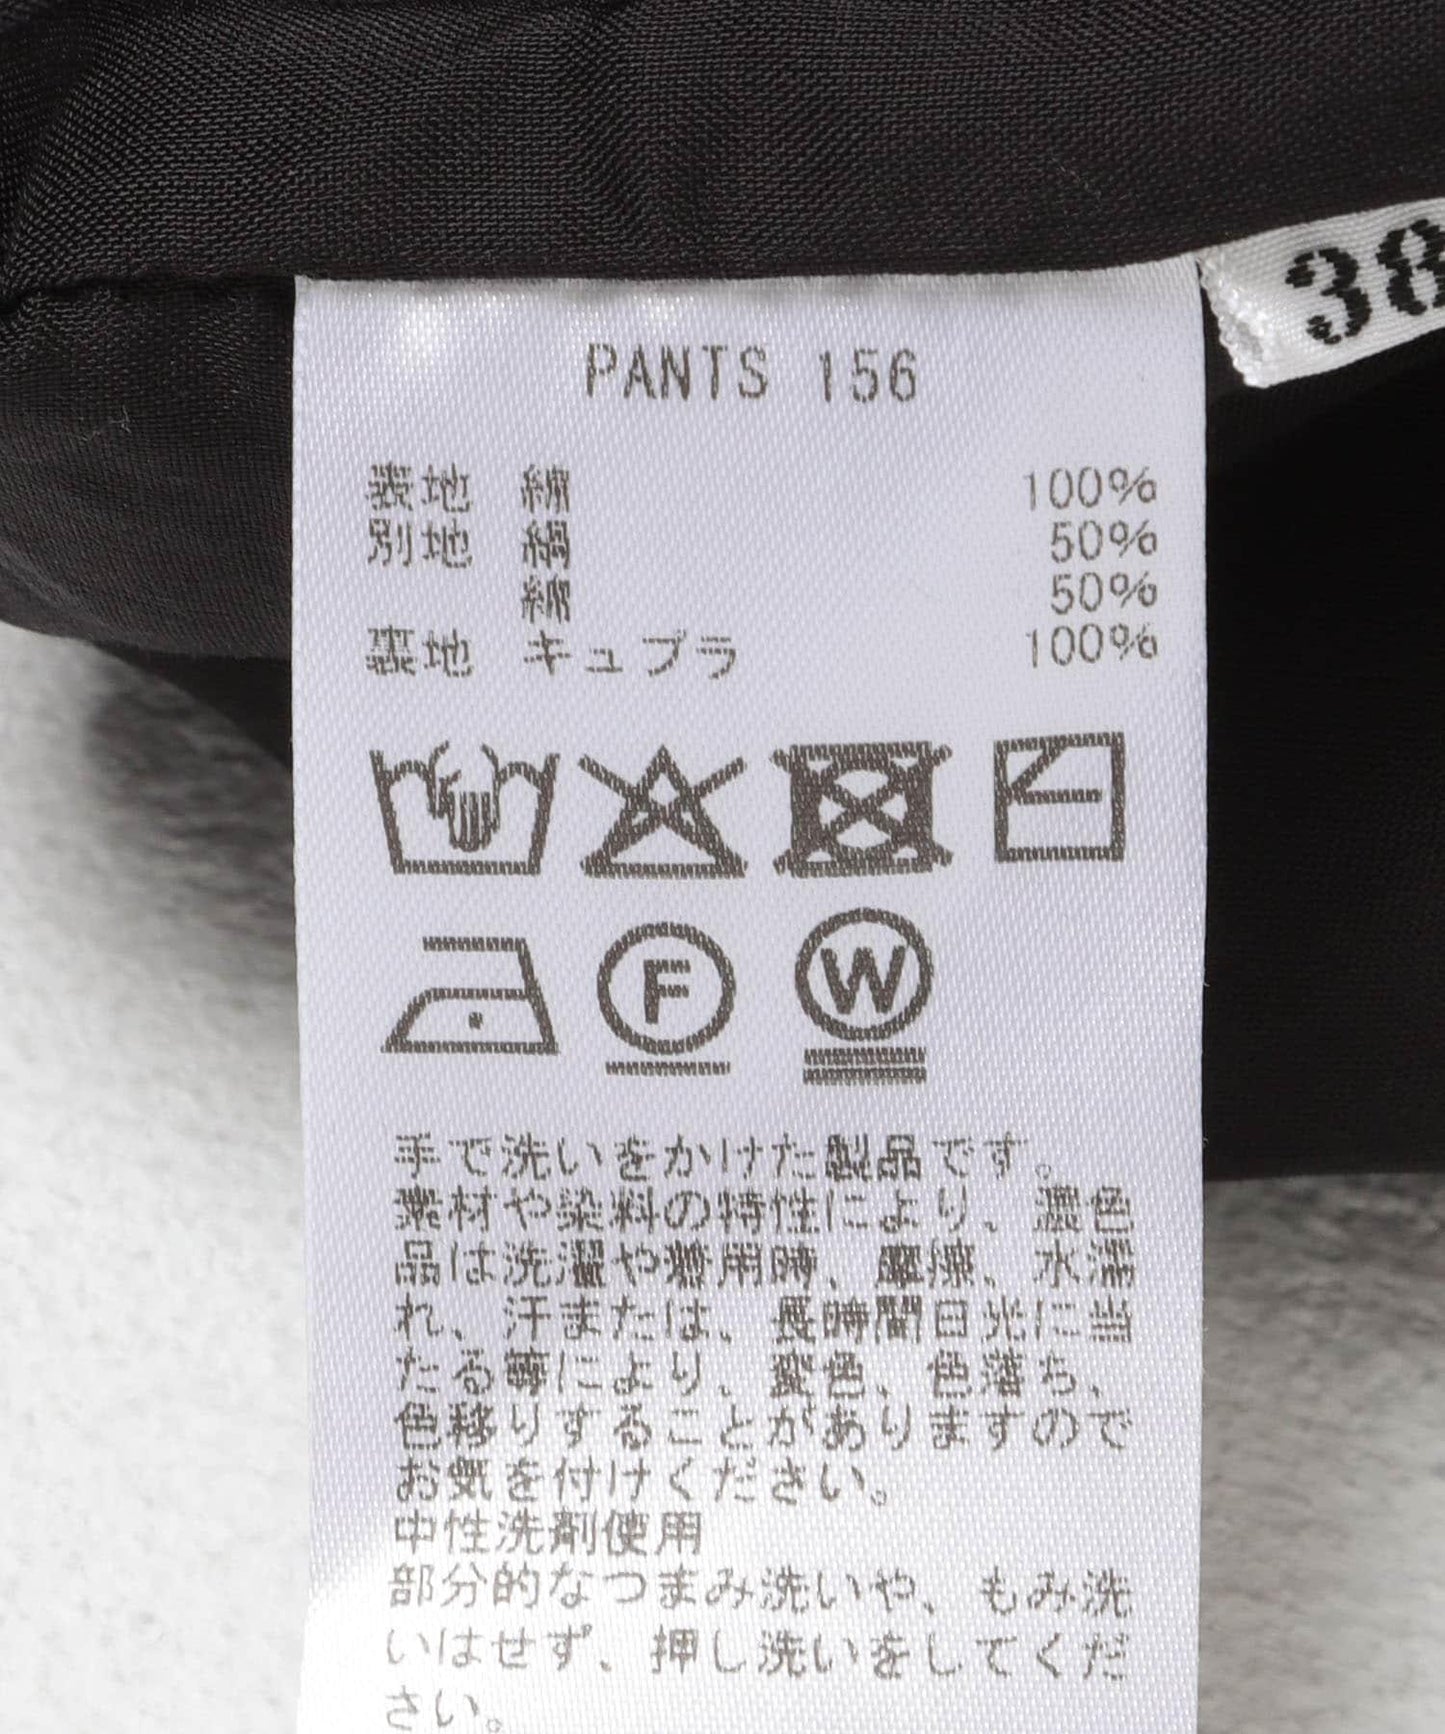 38
PANTS 156
表地 綿 100%
別地 絹 50%
綿 50%
裏地 キュプラ 100%
F
W
手で洗いをかけた製品です。
素材や染料の特性により、濃色
品は洗濯や着用時、摩擦、水濡
れ、汗または、長時間日光に当
たる等により、変色、色落ち、
色移りすることがありますので
お気を付けください。
中性洗剤使用
部分的なつまみ洗いや、もみ洗
いはせず、押し洗いをしてくだ
さい。